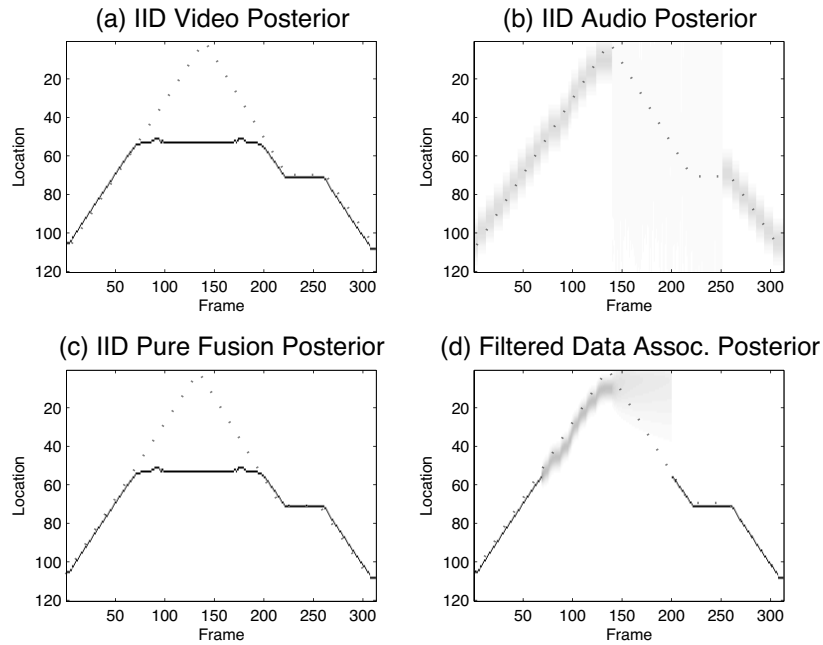 (a) IID Video Posterior
Location
20
40
60
80
100
120
50 100 150 200 250 300
Frame
(b) IID Audio Posterior
Location
20
40
60
80
100
120
50 100 150 200 250 300
Frame
(c) IID Pure Fusion Posterior
Location
20
40
60
80
100
120
50 100 150 200 250 300
Frame
(d) Filtered Data Assoc. Posterior
Location
20
40
60
80
100
120
50 100 150 200 250 300
Frame